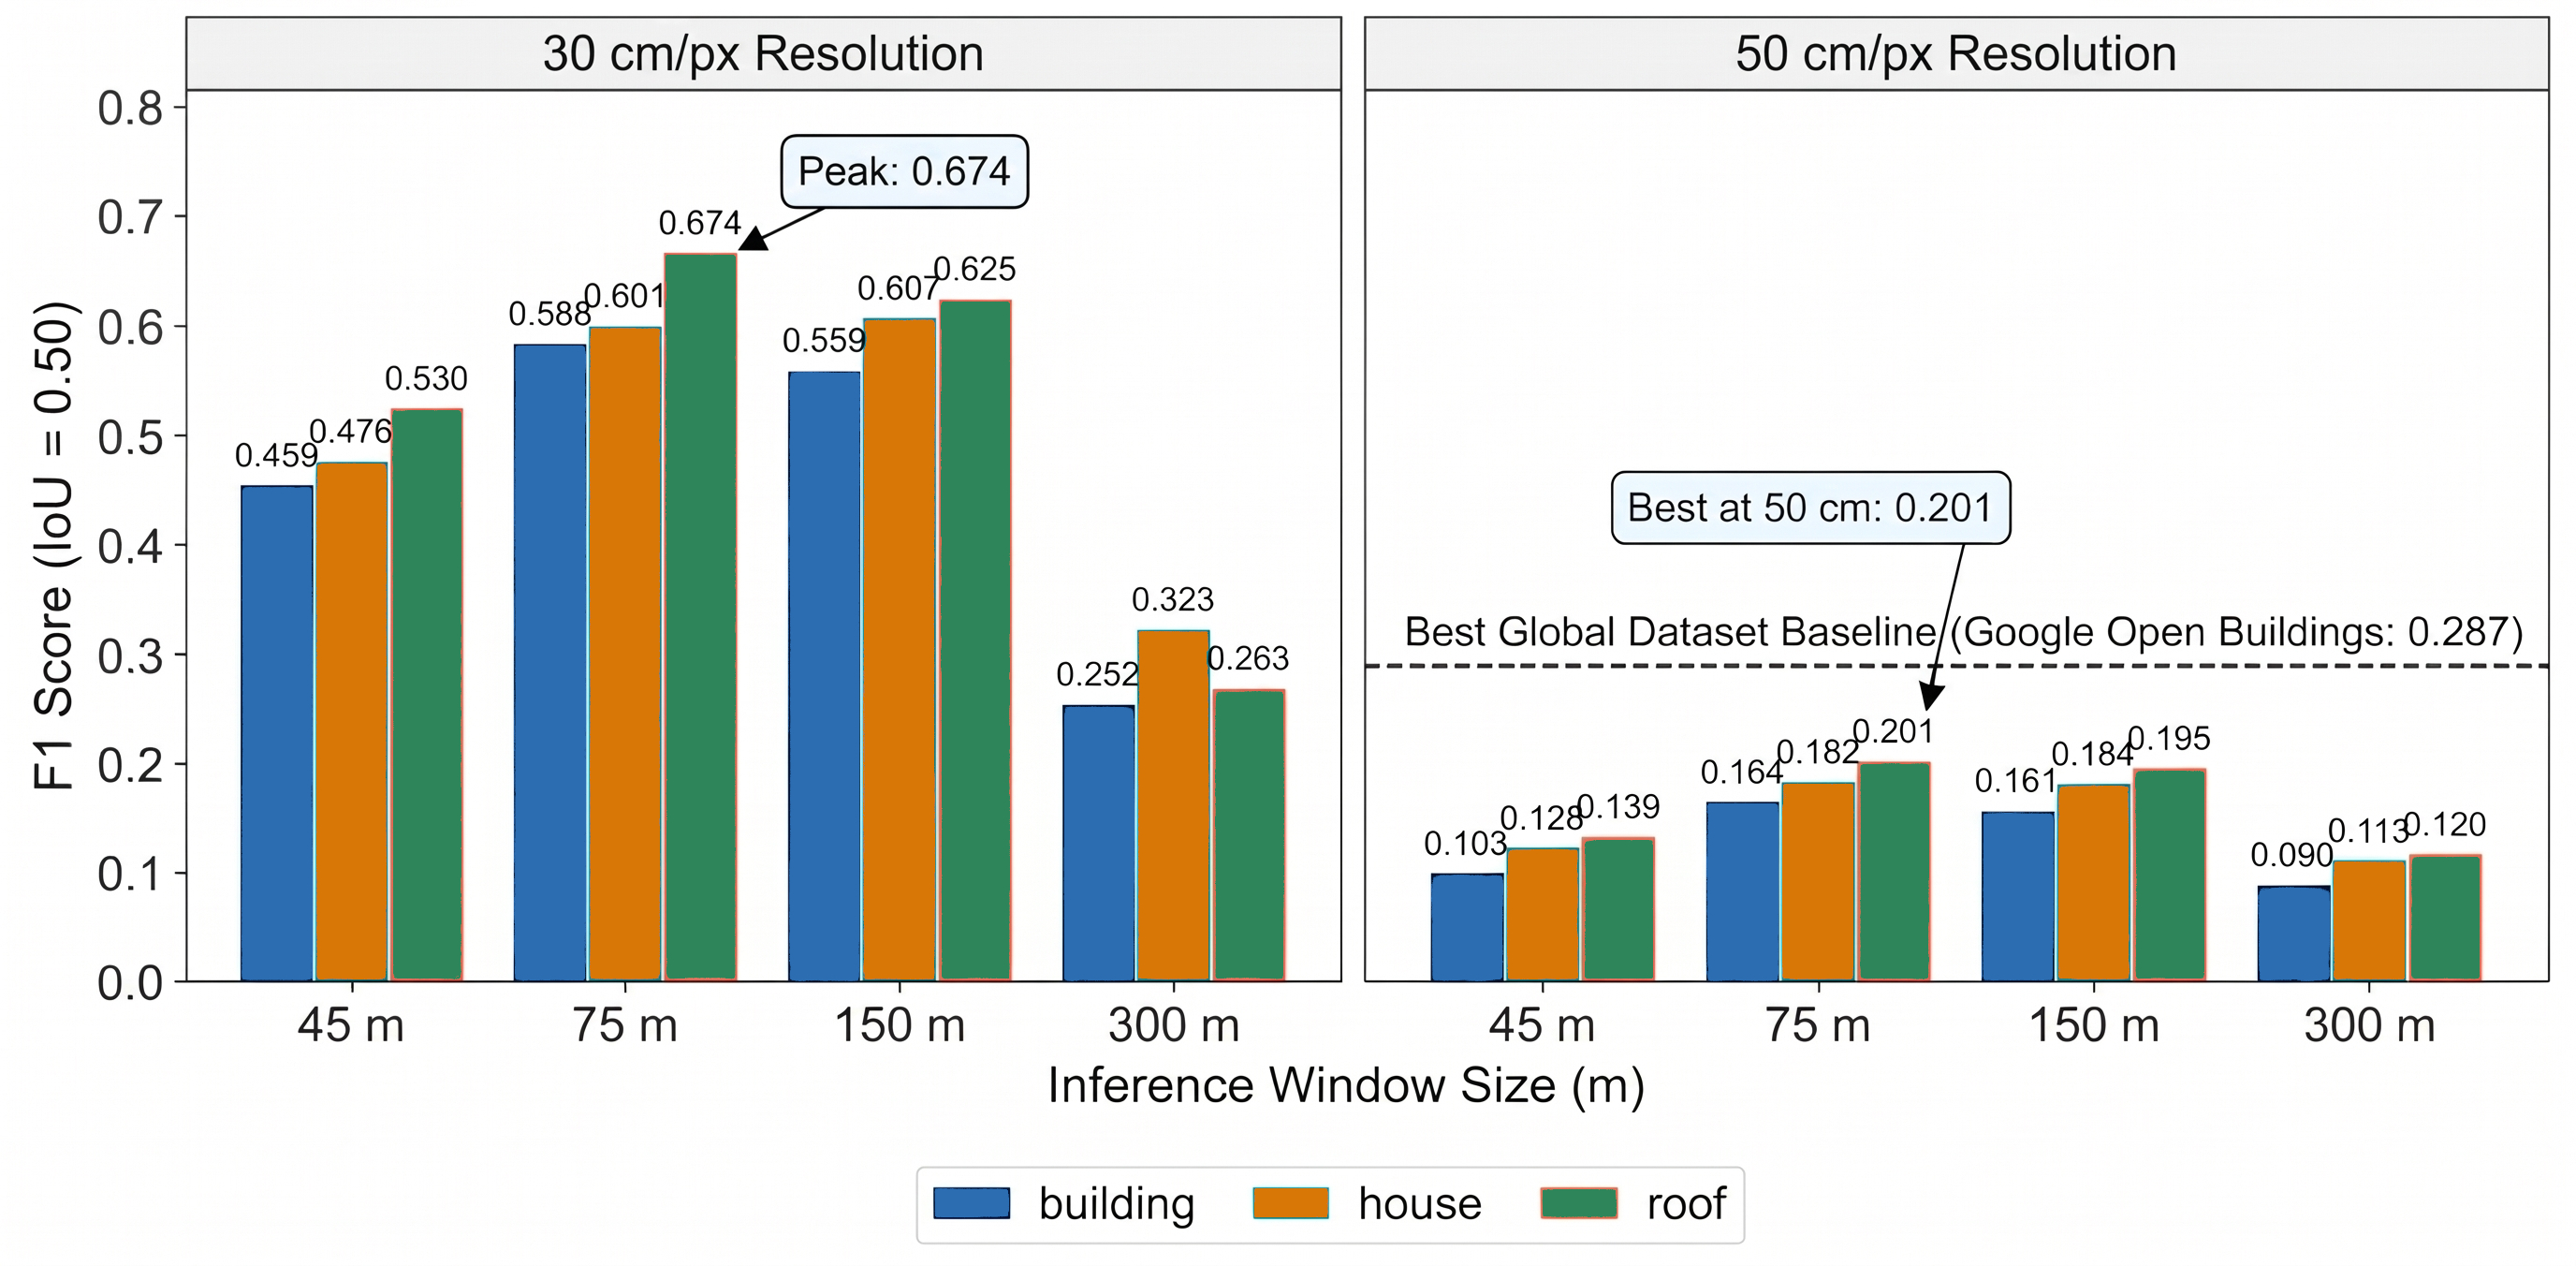 30 cm/px Resolution
50 cm/px Resolution
F1 Score (IoU = 0.50)
0.8
0.7
0.6
0.5
0.4
0.3
0.2
0.1
0.0
Peak: 0.674
0.459
0.476
0.530
0.588
0.601
0.674
0.559
0.607
0.625
0.252
0.323
0.263
45 m
75 m
150 m
300 m
Best at 50 cm: 0.201
Best Global Dataset Baseline (Google Open Buildings: 0.287)
0.103
0.128
0.139
0.164
0.182
0.201
0.161
0.184
0.195
0.090
0.113
0.120
45 m
75 m
150 m
300 m
Inference Window Size (m)
building
house
roof